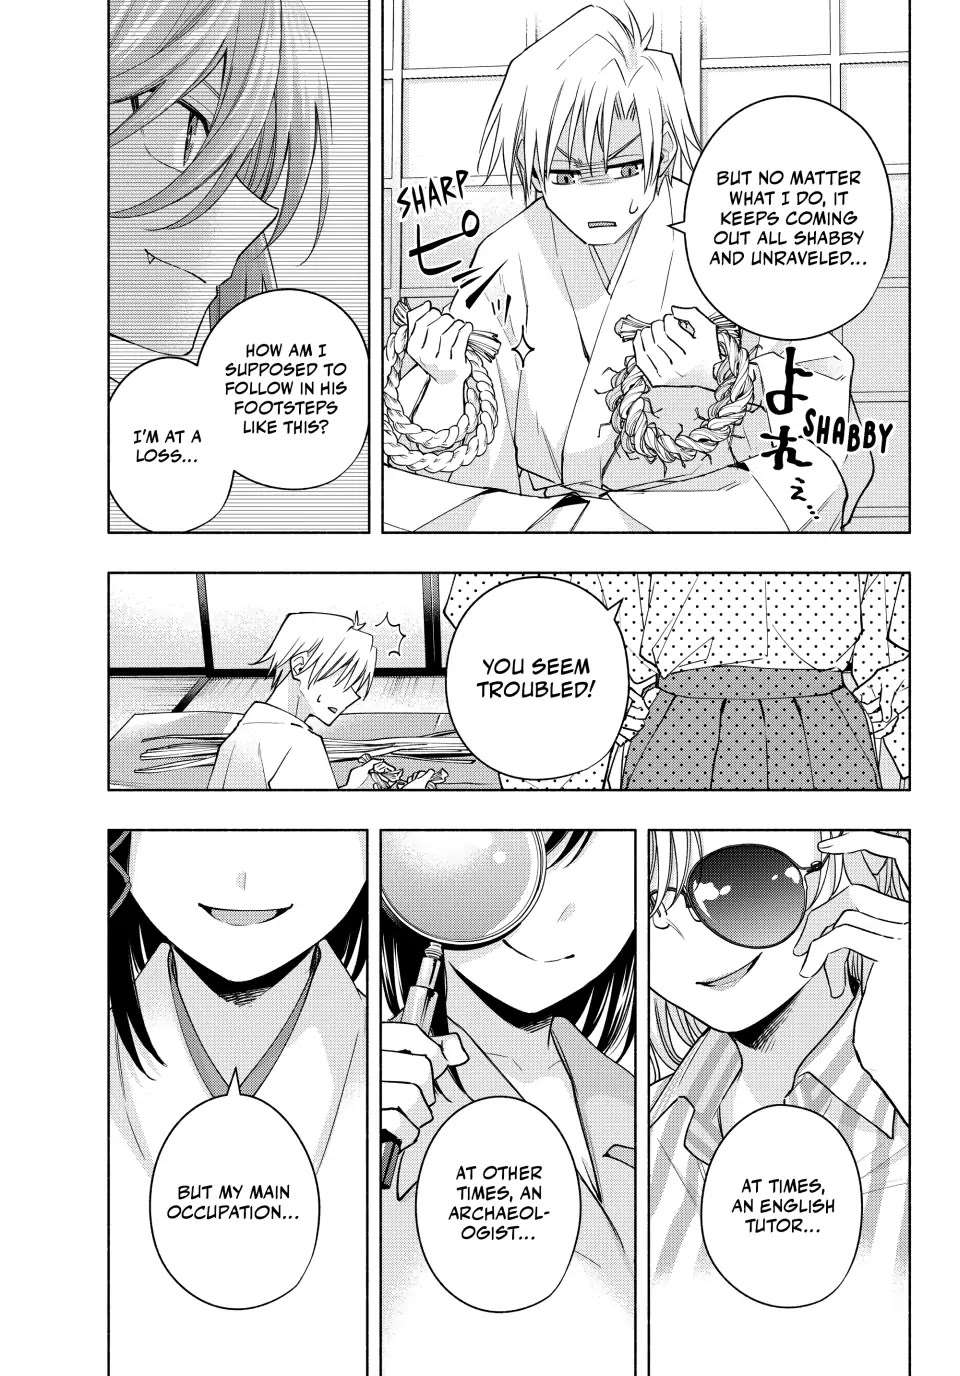 BUT NO MATTER
WHAT I DO, IT
KEEPS COMING
OUT ALL SHABBY
AND UNRAVELED...
SHARP
ピッ
よれぇ...
SHABBY
HOW AM I
SUPPOSED TO
FOLLOW IN HIS
FOOTSTEPS
LIKE THIS?
I'M AT A
LOSS...
YOU SEEM
TROUBLED!
AT TIMES,
AN ENGLISH
TUTOR...
AT OTHER
TIMES, AN
ARCHAEOL-
OGIST...
BUT MY MAIN
OCCUPATION...